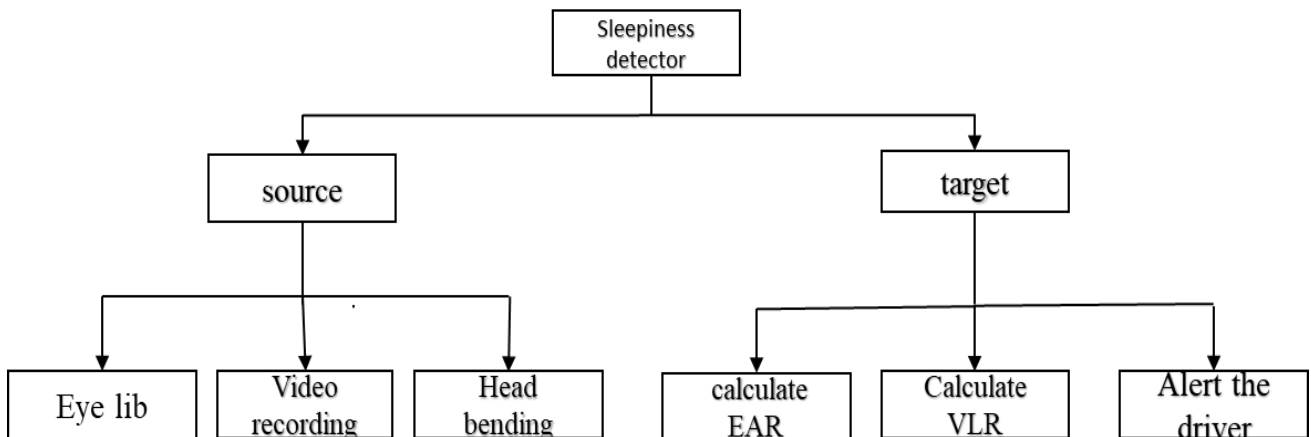 Sleepiness
detector
source
target
Eye lib
Video
recording
Head
bending
calculate
EAR
Calculate
VLR
Alert the
driver